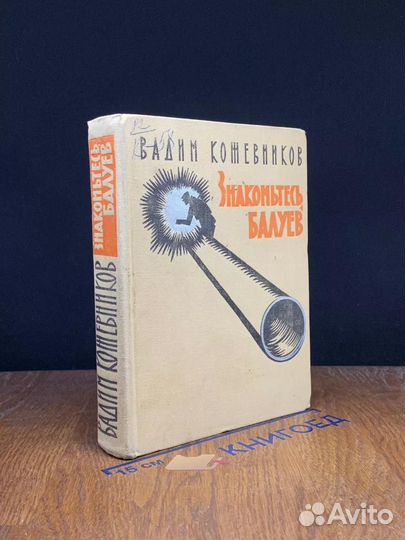 ВАДИМ КОЖЕВНИКОВ
ЗНАКОМЬТЕСЬ,
БАЛУЕВ
ВАДИМ КОЖЕВНИКОВ
ЗНАКОМЬТЕСЬ,
БАЛУЕВ
15 СМ
КНИГОЕД
Avito